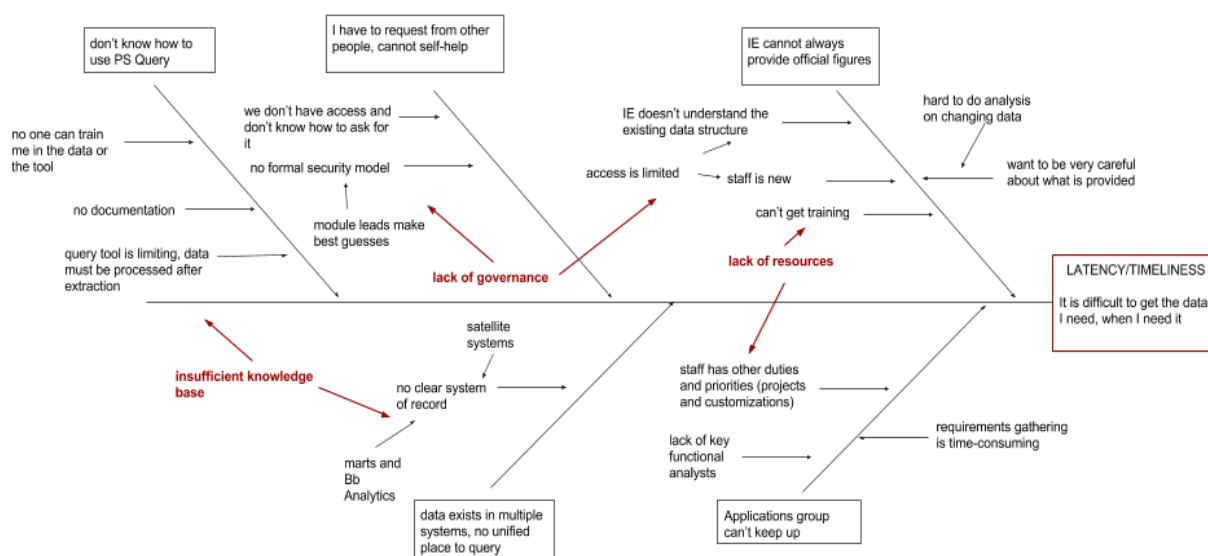 don't know how to
use PS Query
I have to request from other
people, cannot self-help
IE cannot always
provide official figures
no one can train
me in the data or
the tool
no documentation
query tool is limiting, data
must be processed after
extraction
we don't have access and
don't know how to ask for
it
no formal security model
module leads make
best guesses
lack of governance
IE doesn't understand the
existing data structure
access is limited
staff is new
can't get training
lack of resources
hard to do analysis
on changing data
want to be very careful
about what is provided
LATENCY/TIMELINESS
It is difficult to get the data
I need, when I need it
insufficient knowledge
base
satellite
systems
no clear system
of record
marts and
Bb
Analytics
data exists in multiple
systems, no unified
place to query
staff has other duties
and priorities (projects
and customizations)
lack of key
functional
analysts
requirements gathering
is time-consuming
Applications group
can't keep up